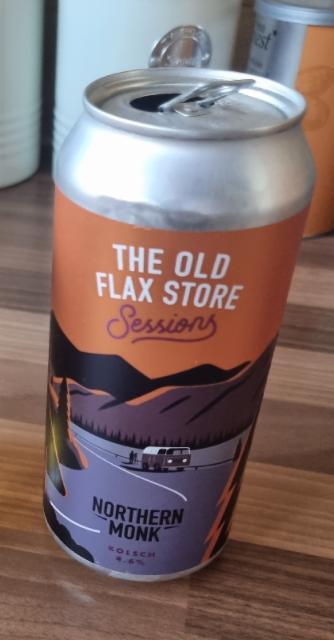 THE OLD
FLAX STORE
Sessions
NORTHERN
MONK
KOLSCH
4.6%